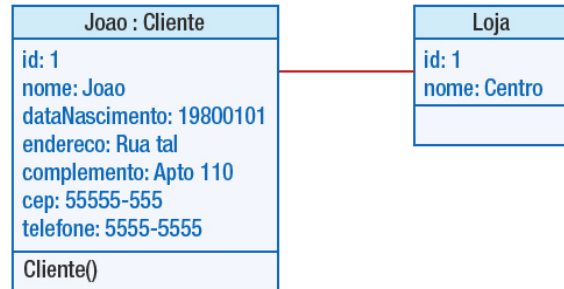 Joao : Cliente
id: 1
nome: Joao
dataNascimento: 19800101
endereco: Rua tal
complemento: Apto 110
cep: 55555-555
telefone: 5555-5555
Cliente()
Loja
id: 1
nome: Centro